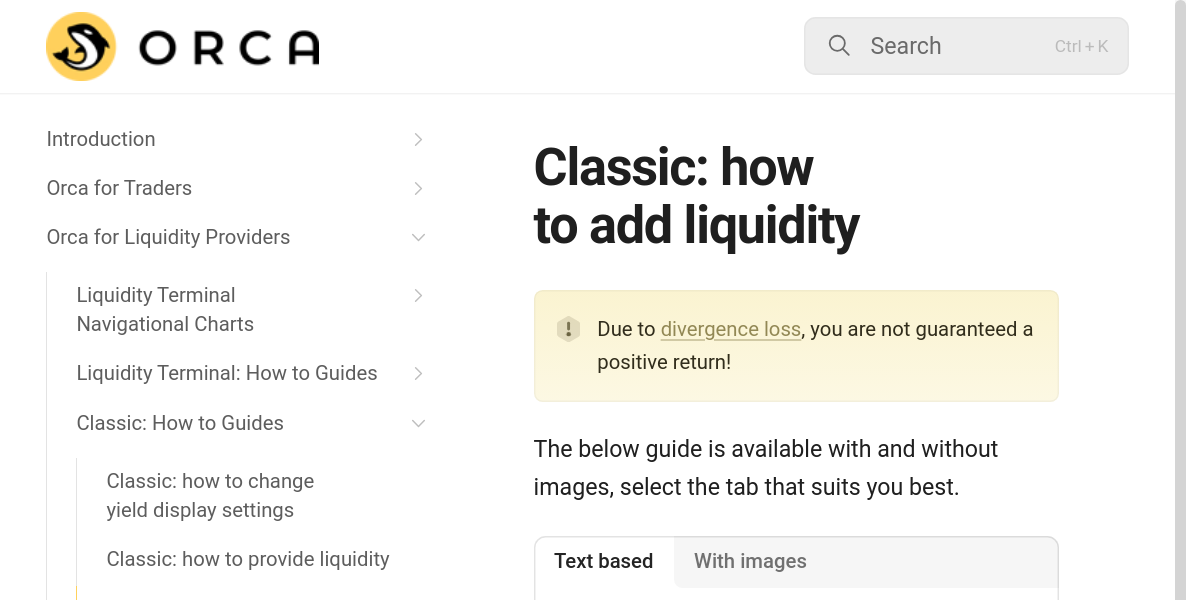 ORCA
Search
Ctrl + K
Introduction
Orca for Traders
Orca for Liquidity Providers
Liquidity Terminal
Navigational Charts
Liquidity Terminal: How to Guides
Classic: How to Guides
Classic: how to change
yield display settings
Classic: how to provide liquidity
Classic: how
to add liquidity
Due to divergence loss, you are not guaranteed a
positive return!
The below guide is available with and without
images, select the tab that suits you best.
Text based
With images